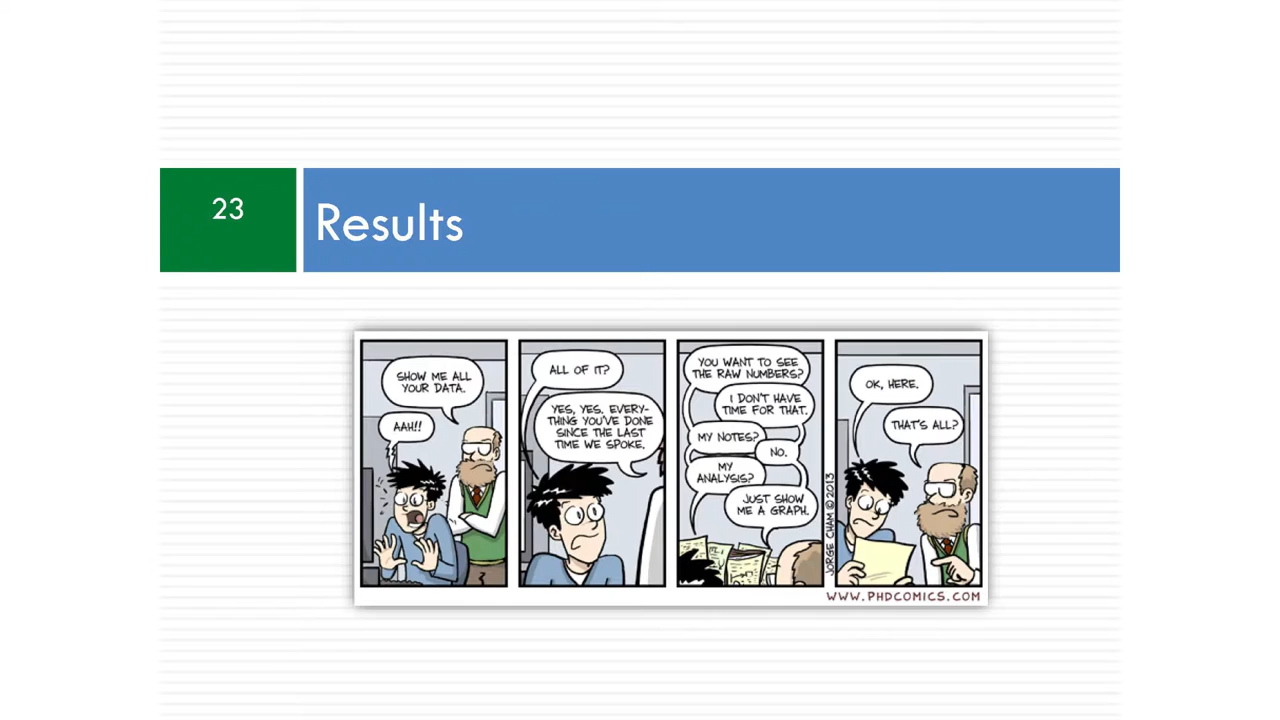 23
Results
SHOW ME ALL
YOUR DATA.
AAH!!
ALL OF IT?
YES, YES. EVERY-
THING YOU'VE DONE
SINCE THE LAST
TIME WE SPOKE.
YOU WANT TO SEE
THE RAW NUMBERS?
I DON'T HAVE
TIME FOR THAT.
MY NOTES?
NO.
MY
ANALYSIS?
JUST SHOW
ME A GRAPH.
JORGE CHAM © 2013
OK, HERE.
THAT'S ALL?
WWW.PHDCOMICS.COM